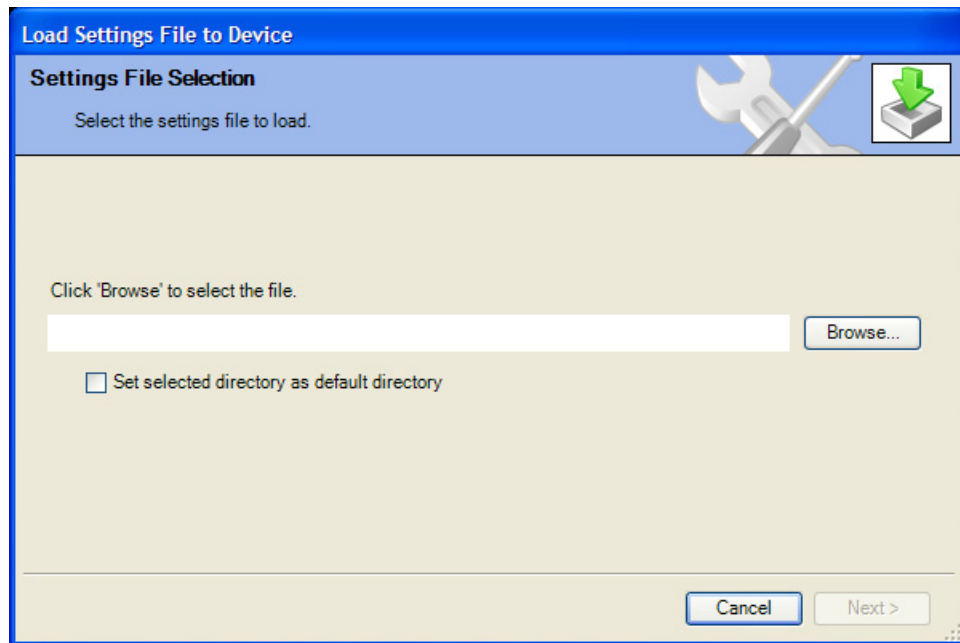 Load Settings File to Device
Settings File Selection
Select the settings file to load.
Click 'Browse' to select the file.
Browse...
Set selected directory as default directory
Cancel
Next >